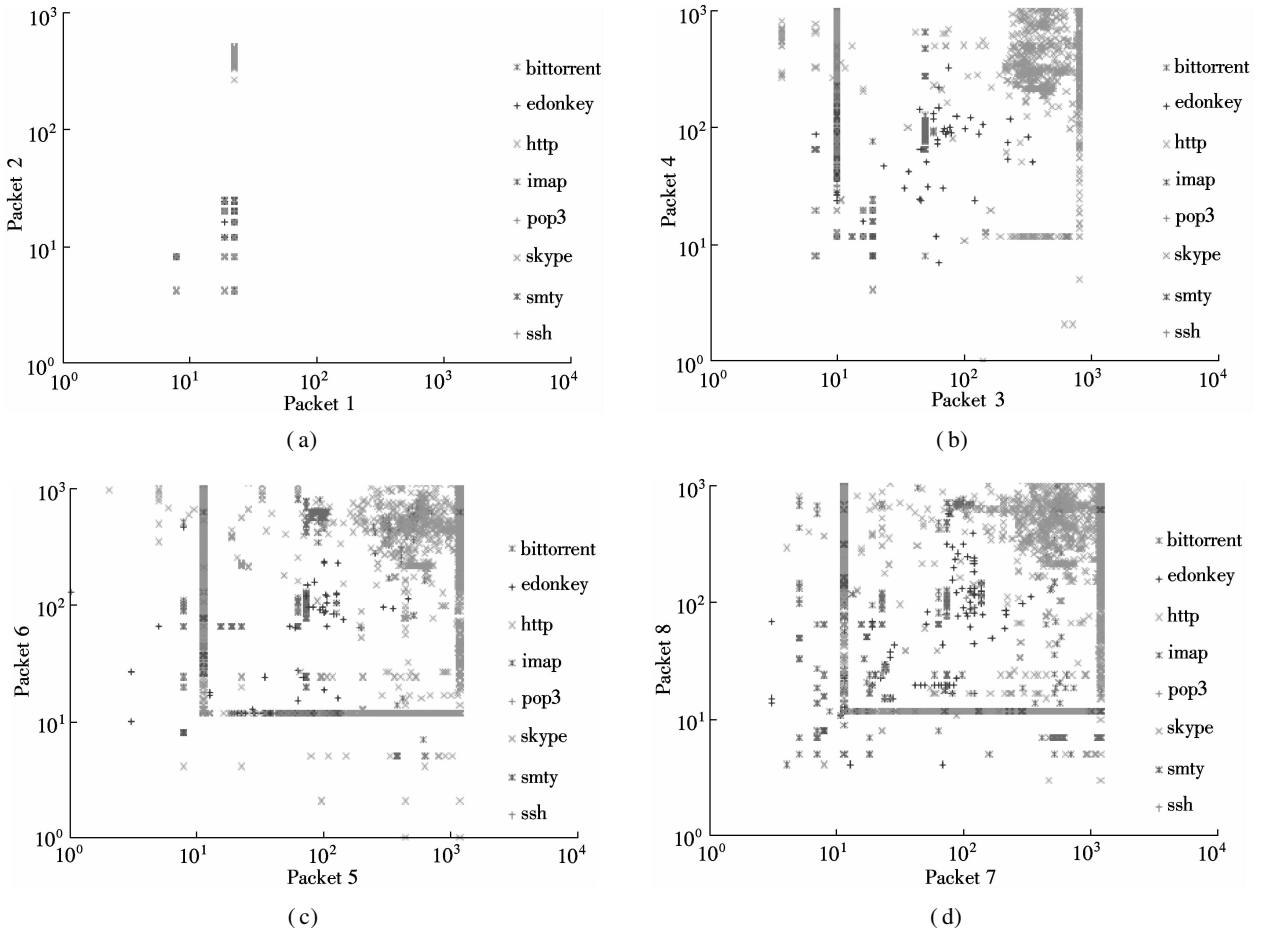 10³
10²
10¹
10⁰
Packet 2
10⁰
10¹
10²
10³
10⁴
Packet 1
bittorrent
edonkey
http
imap
pop3
skype
smty
ssh
(a)
10³
10²
10¹
10⁰
Packet 4
10⁰
10¹
10²
10³
10⁴
Packet 3
bittorrent
edonkey
http
imap
pop3
skype
smty
ssh
(b)
10³
10²
10¹
10⁰
Packet 6
10⁰
10¹
10²
10³
10⁴
Packet 5
bittorrent
edonkey
http
imap
pop3
skype
smty
ssh
(c)
10³
10²
10¹
10⁰
Packet 8
10⁰
10¹
10²
10³
10⁴
Packet 7
bittorrent
edonkey
http
imap
pop3
skype
smty
ssh
(d)